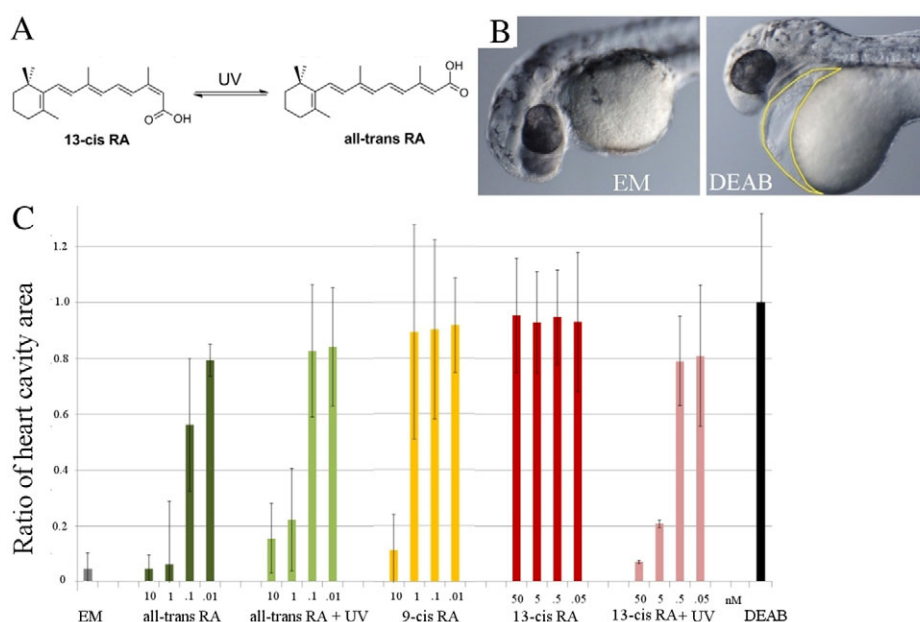 A
UV
OH
O
OH
O
13-cis RA
all-trans RA
B
EM
DEAB
C
Ratio of heart cavity area
1.2
1.0
0.8
0.6
0.4
0.2
0
10 1 .1 .01 10 1 .1 .01 10 1 .1 .01 50 5 .5 .05 50 5 .5 .05 nM
EM all-trans RA all-trans RA + UV 9-cis RA 13-cis RA 13-cis RA + UV DEAB